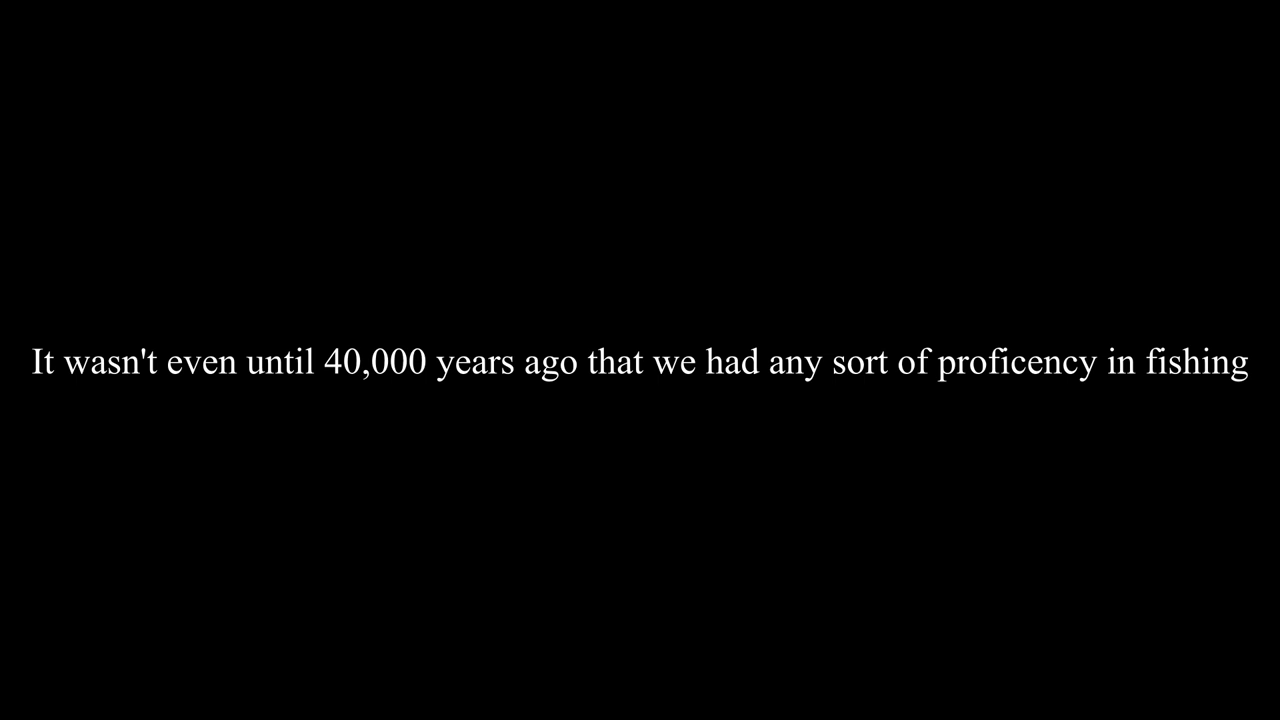 It wasn't even until 40,000 years ago that we had any sort of proficency in fishing